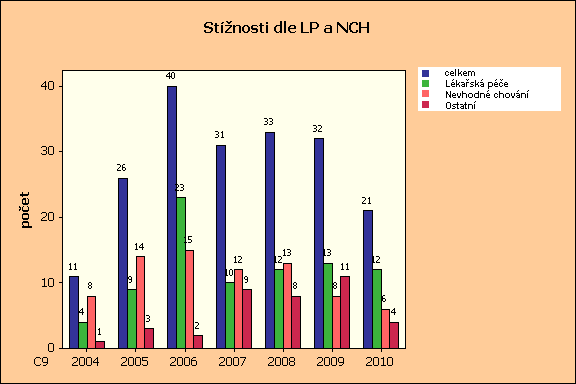 Stížnosti dle LP a NCH
celkem
Lékařská péče
Nevhodné chování
Ostatní
počet
40
30
20
10
0
11 4 8 1
26 9 14 3
40 23 15 2
31 10 12 9
33 12 13 8
32 13 8 11
21 12 6 4
C9 2004 2005 2006 2007 2008 2009 2010